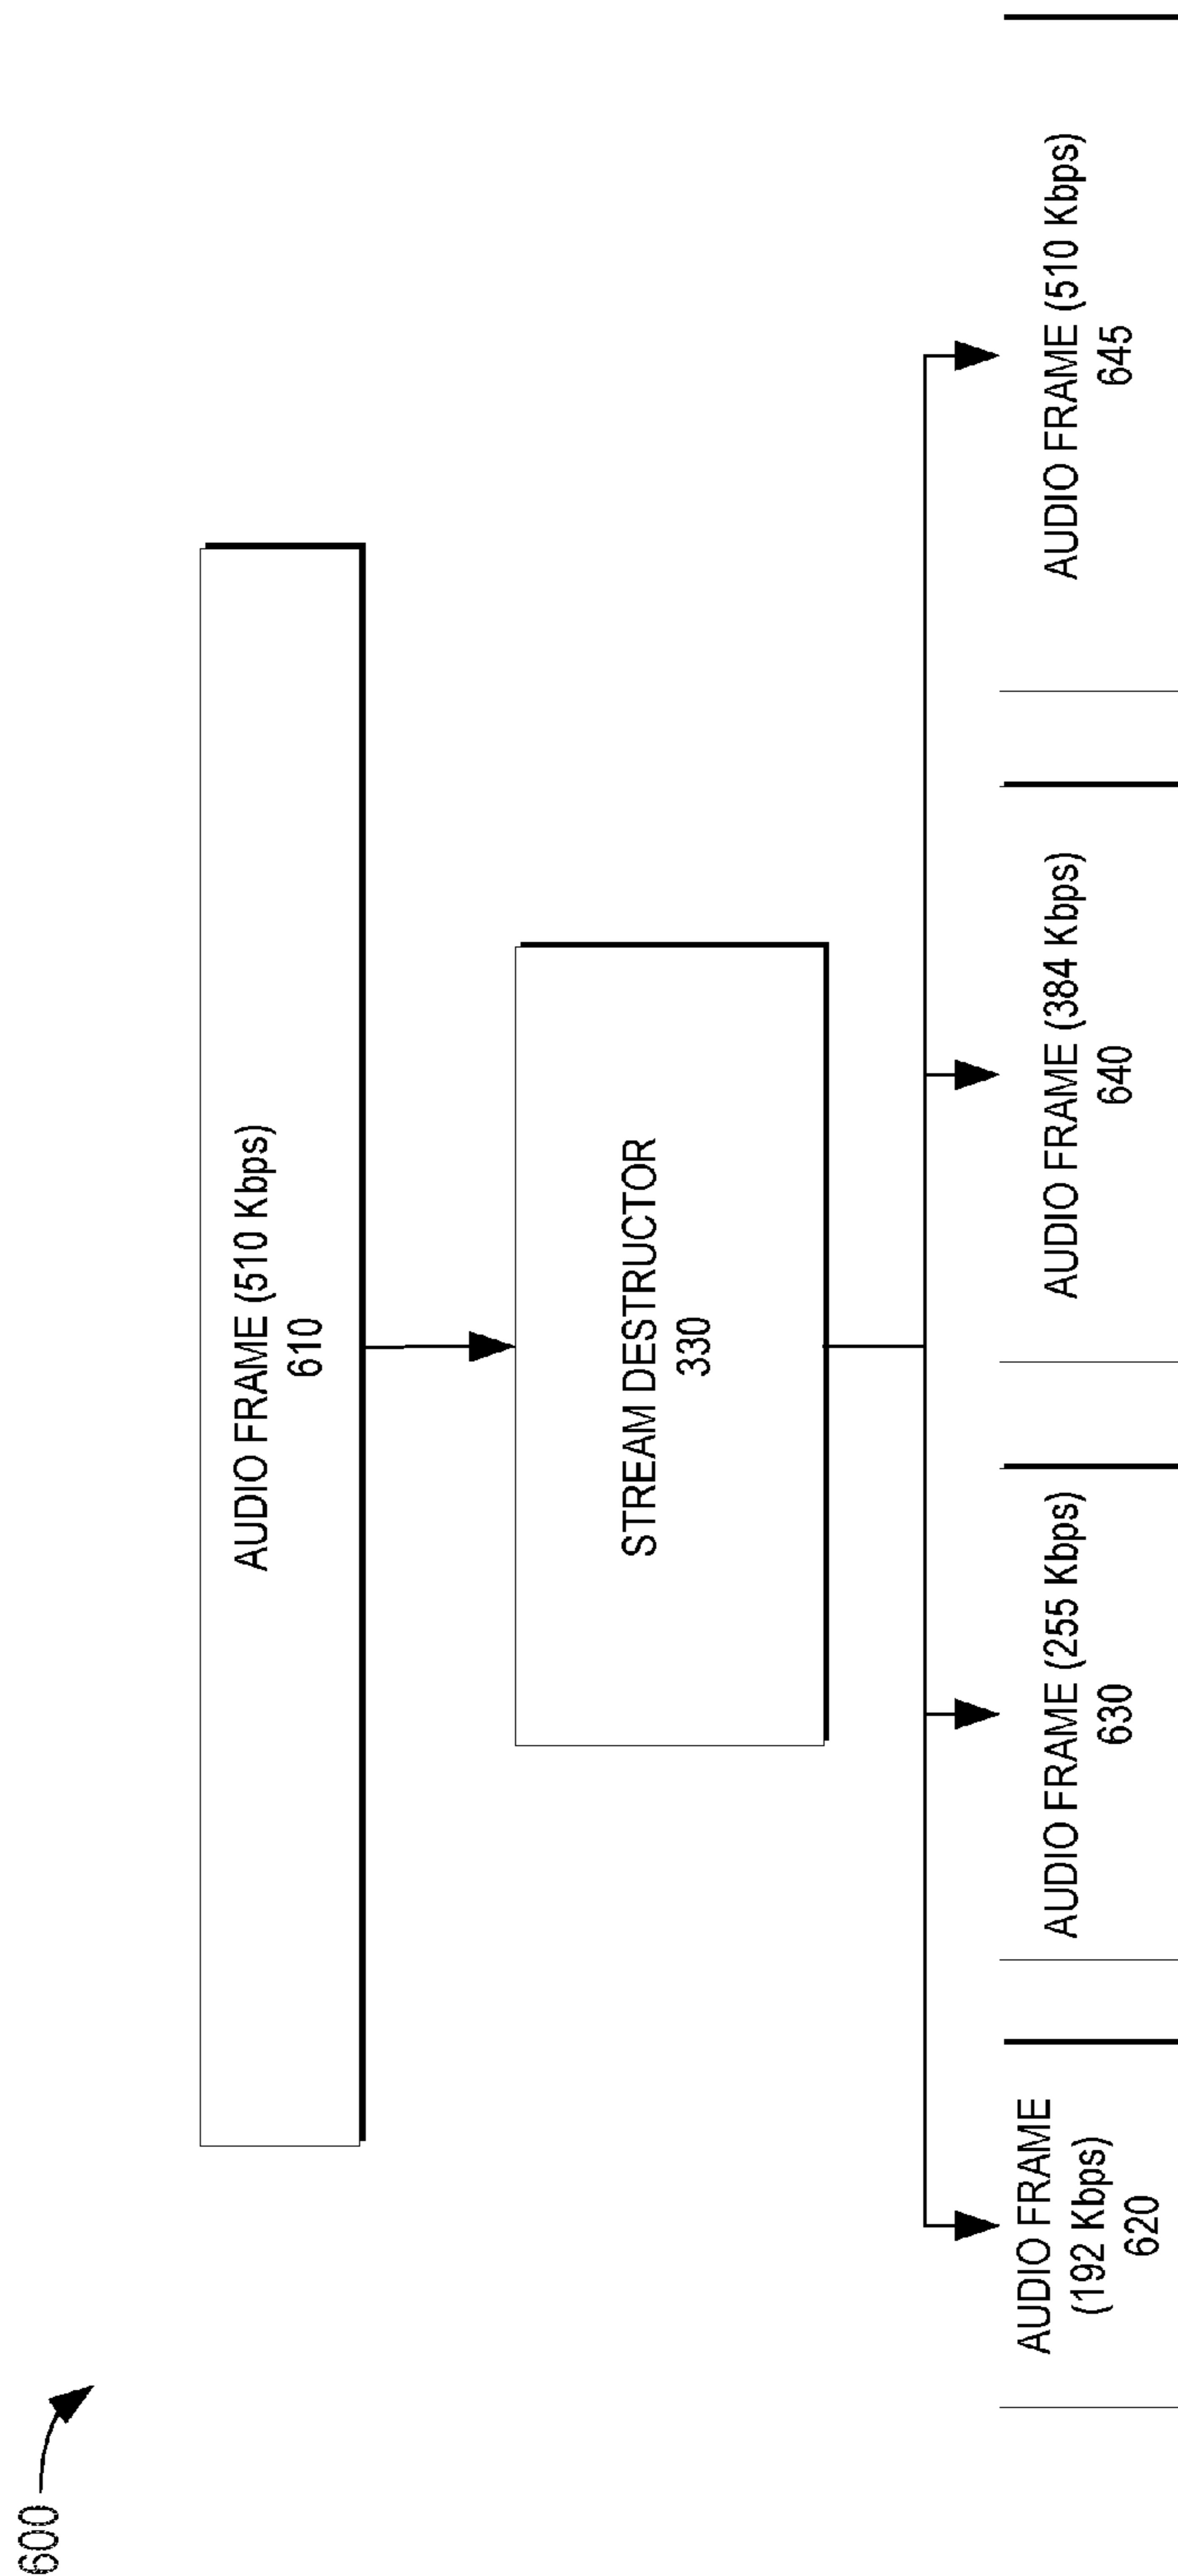 600
AUDIO FRAME (510 Kbps)
610
STREAM DESTRUCTOR
330
AUDIO FRAME
(192 Kbps)
620
AUDIO FRAME (255 Kbps)
630
AUDIO FRAME (384 Kbps)
640
AUDIO FRAME (510 Kbps)
645